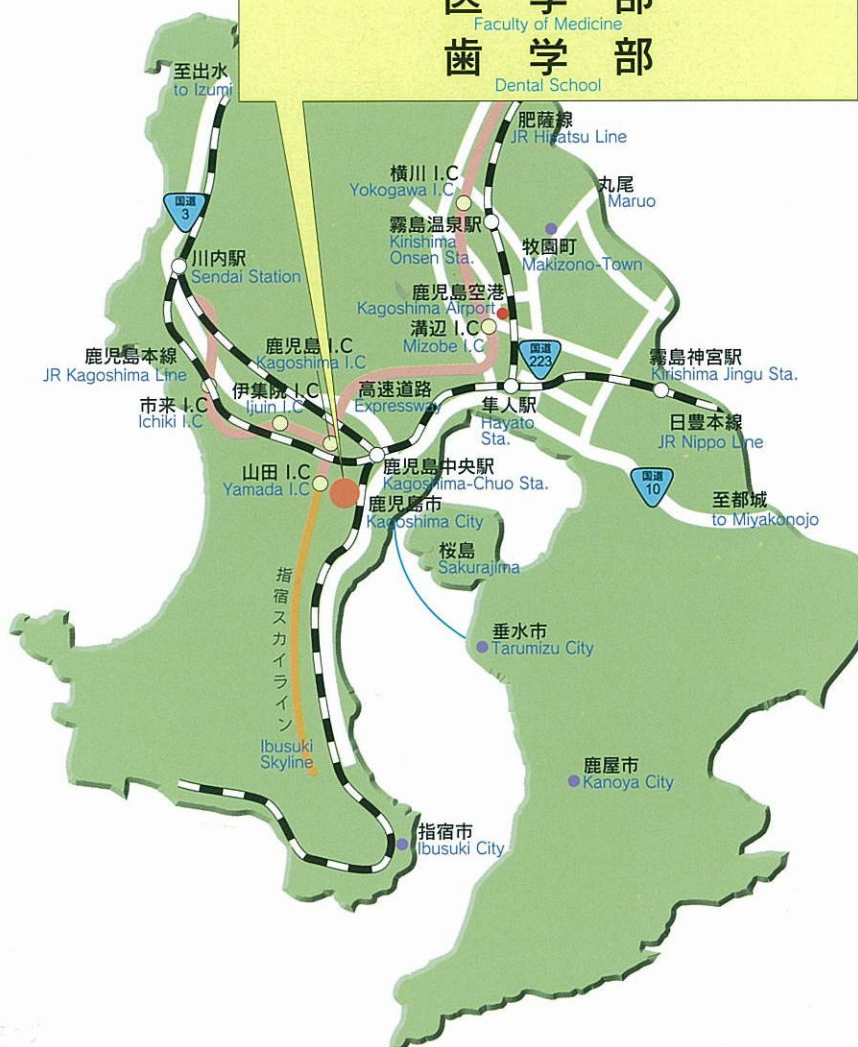 医学部
Faculty of Medicine
歯学部
Dental School
至出水
to Izumi
肥薩線
JR Hisatsu Line
横川 I.C
Yokogawa I.C
丸尾
Maruo
国道
3
霧島温泉駅
Kirishima
Onsen Sta.
牧園町
Makizono-Town
川内駅
Sendai Station
鹿児島空港
Kagoshima Airport
溝辺 I.C
Mizobe I.C
鹿児島 I.C
Kagoshima I.C
国道
223
鹿児島本線
JR Kagoshima Line
霧島神宮駅
Kirishima Jingu Sta.
伊集院 I.C
Ijuin I.C
高速道路
Expressway
市来 I.C
Ichiki I.C
隼人駅
Hayato
Sta.
日豊本線
JR Nippo Line
山田 I.C
Yamada I.C
鹿児島中央駅
Kagoshima-Chuo Sta.
国道
10
鹿児島市
Kagoshima City
至都城
to Miyakonojo
桜島
Sakurajima
指宿スカイライン
Ibusuki
Skyline
垂水市
Tarumizu City
鹿屋市
Kanoya City
指宿市
Ibusuki City